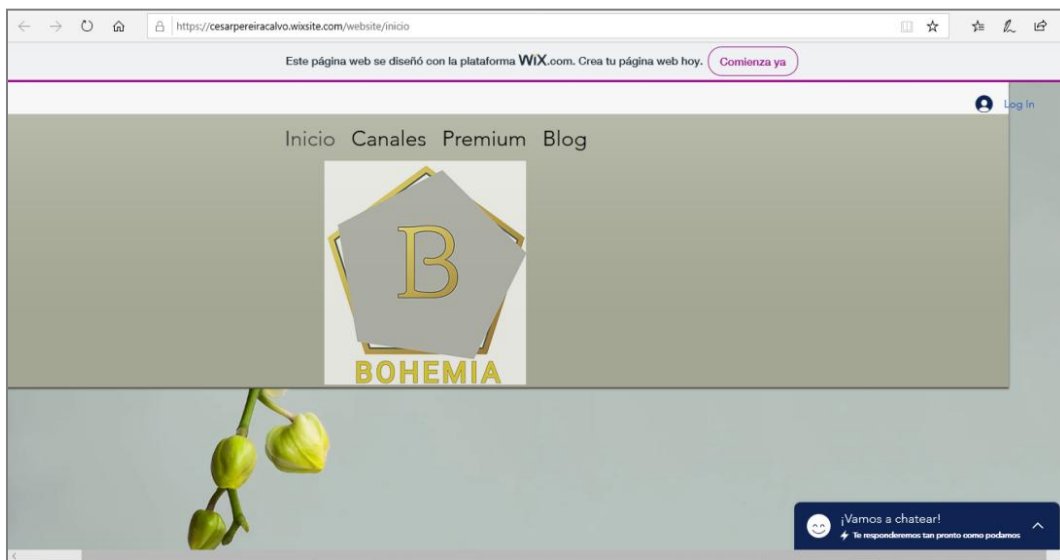 https://cesarpereiracalvo.wixsite.com/website/inicio
Este página web se diseñó con la plataforma WiX.com. Crea tu página web hoy. Comienza ya
Log In
Inicio Canales Premium Blog
B
BOHEMIA
¡Vamos a chatear!
Te responderemos tan pronto como podamos